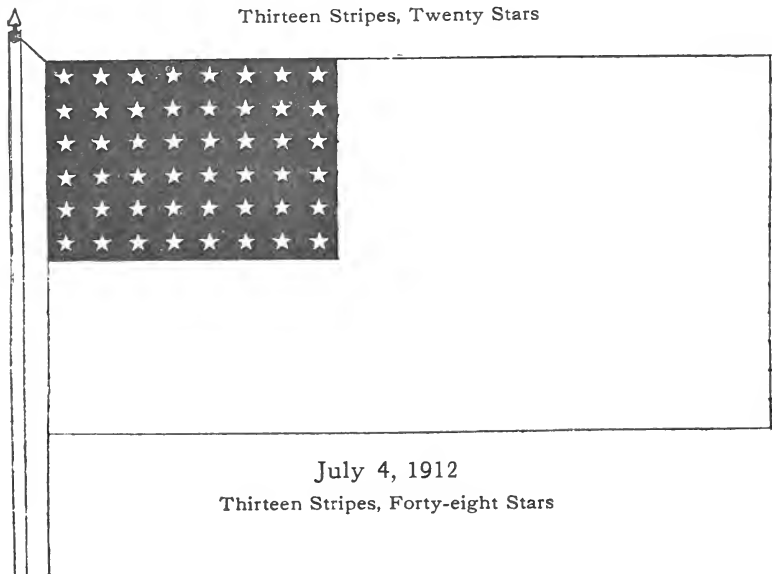 Thirteen Stripes, Twenty Stars
July 4, 1912
Thirteen Stripes, Forty-eight Stars